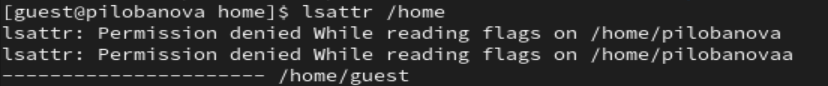 [guest@pilobanova home]$ lsattr /home
lsattr: Permission denied While reading flags on /home/pilobanova
lsattr: Permission denied While reading flags on /home/pilobanovaa
---------------------- /home/guest